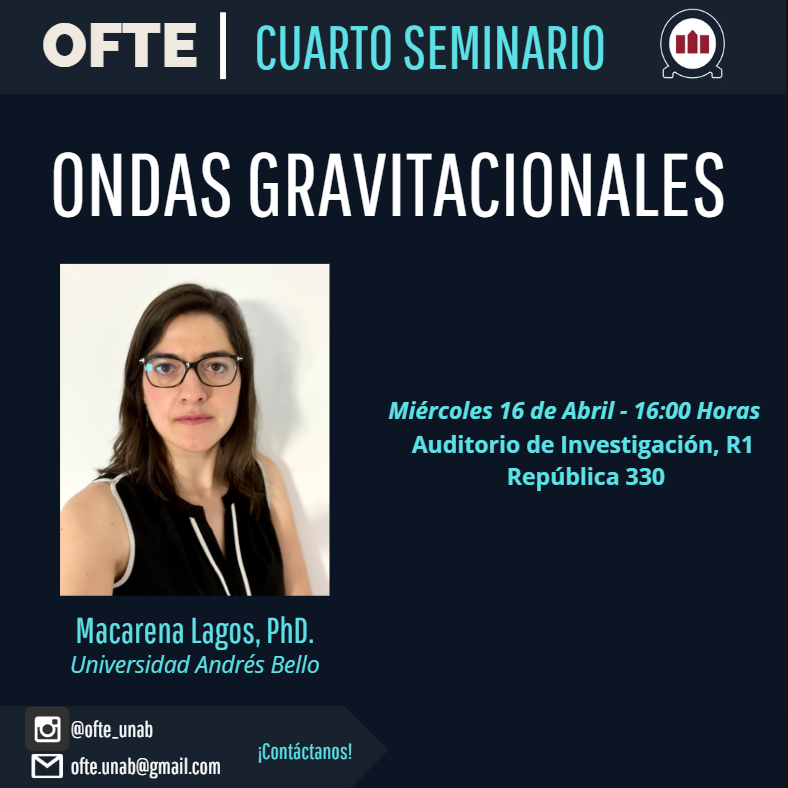 OFTE | CUARTO SEMINARIO
ONDAS GRAVITACIONALES
Miércoles 16 de Abril - 16:00 Horas
Auditorio de Investigación, R1
República 330
Macarena Lagos, PhD.
Universidad Andrés Bello
@ofte_unab
ofte.unab@gmail.com
¡Contáctanos!